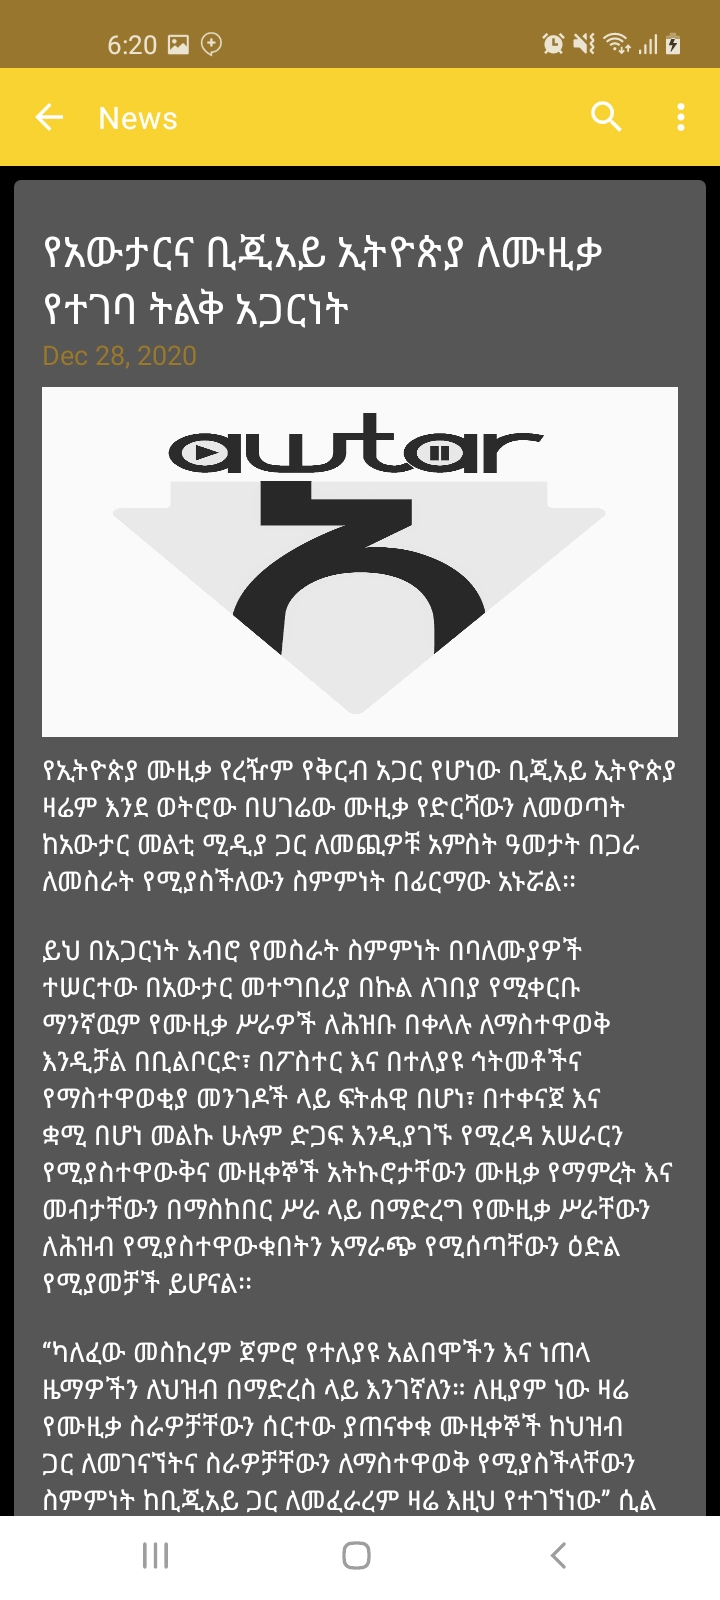 6:20
News
የአውታርና ቢጂአይ ኢትዮጵያ ለሙዚቃ
የተገባ ትልቅ አጋርነት
Dec 28, 2020
awtar
አ
የኢትዮጵያ ሙዚቃ የረዥም የቅርብ አጋር የሆነው ቢጂአይ ኢትዮጵያ
ዛሬም እንደ ወትሮው በሀገሬው ሙዚቃ የድርሻውን ለመወጣት
ከአውታር መልቲ ሚዲያ ጋር ለመጪዎቹ አምስት ዓመታት በጋራ
ለመስራት የሚያስችለውን ስምምነት በፊርማው አኑሯል፡፡
ይህ በአጋርነት አብሮ የመስራት ስምምነት በባለሙያዎች
ተሠርተው በአውታር መተግበሪያ በኩል ለገበያ የሚቀርቡ
ማንኛዉም የሙዚቃ ሥራዎች ለሕዝቡ በቀላሉ ለማስተዋወቅ
እንዲቻል በቢልቦርድ፣ በፖስተር እና በተለያዩ ኅትመቶችና
የማስተዋወቂያ መንገዶች ላይ ፍትሐዊ በሆነ፣ በተቀናጀ እና
ቋሚ በሆነ መልኩ ሁሉም ድጋፍ እንዲያገኙ የሚረዳ አሠራርን
የሚያስተዋውቅና ሙዚቀኞች አትኩሮታቸውን ሙዚቃ የማምረት እና
መብታቸውን በማስከበር ሥራ ላይ በማድረግ የሙዚቃ ሥራቸውን
ለሕዝብ የሚያስተዋውቁበትን አማራጭ የሚሰጣቸውን ዕድል
የሚያመቻች ይሆናል፡፡
“ካለፈው መስከረም ጀምሮ የተለያዩ አልበሞችን እና ነጠላ
ዜማዎችን ለህዝብ በማድረስ ላይ እንገኛለን። ለዚያም ነው ዛሬ
የሙዚቃ ስራዎቻቸውን ሰርተው ያጠናቀቁ ሙዚቀኞች ከህዝብ
ጋር ለመገናኘትና ስራዎቻቸውን ለማስተዋወቅ የሚያስችላቸውን
ስምምነት ከቢጂአይ ጋር ለመፈራረም ዛሬ እዚህ የተገኘነው” ሲል